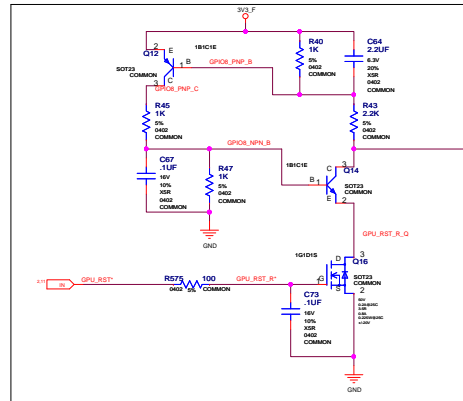 3V3_F
2
E
Q12
1B1C1E
1
B
GPIO8_PNP_B
SOT23
COMMON
3
C
GPIO8_PNP_C
R40
1K
5%
0402
COMMON
C64
2.2UF
6.3V
20%
X5R
0402
COMMON
R45
1K
5%
0402
COMMON
R43
2.2K
5%
0402
COMMON
GPIO8_NPN_B
C67
.1UF
16V
10%
X5R
0402
COMMON
R47
1K
5%
0402
COMMON
GND
1B1C1E
C
3
Q14
B
1
SOT23
COMMON
E
2
GPU_RST_R_Q
1G1D1S
D
3
Q16
G
1
SOT23
COMMON
S
2
GPU_RST*
IN
R575
100
0402
5%
COMMON
GPU_RST_R*
C73
.1UF
16V
10%
X5R
0402
COMMON
GND